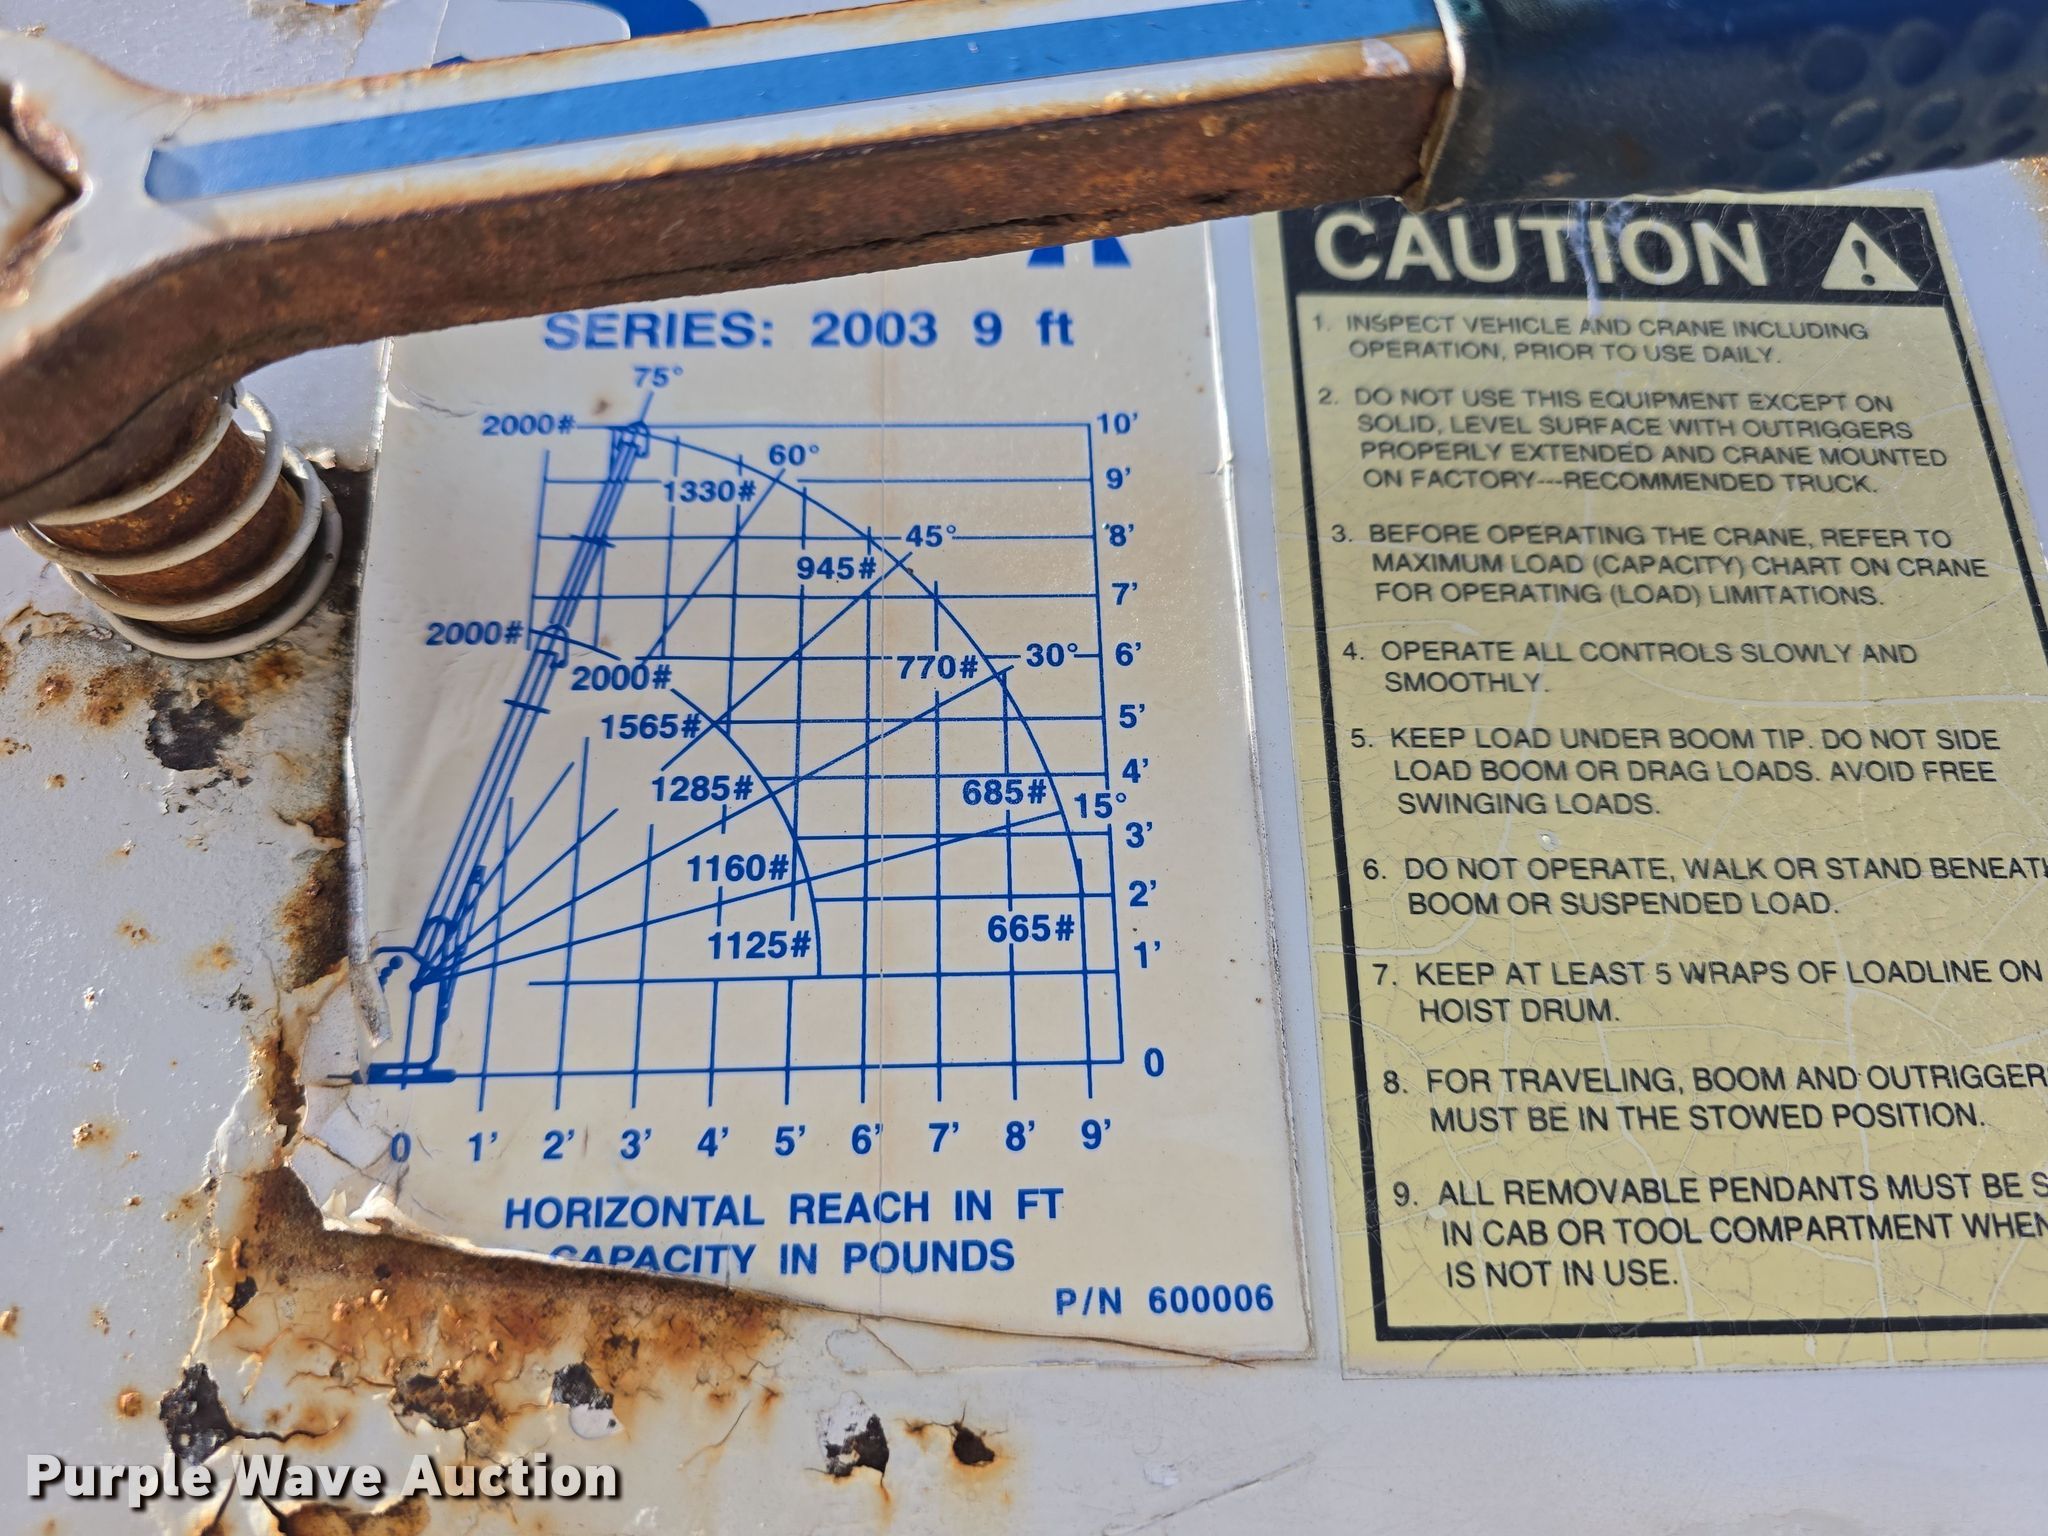 SERIES: 2003 9 ft
75°
2000#
10'
60°
1330#
9'
45°
8'
945#
7'
2000#
2000#
770#
30°
6'
1565#
5'
1285#
685#
4'
15°
3'
1160#
2'
1125#
665#
1'
0
0 1' 2' 3' 4' 5' 6' 7' 8' 9'
HORIZONTAL REACH IN FT
CAPACITY IN POUNDS
P/N 600006
CAUTION
1. INSPECT VEHICLE AND CRANE INCLUDING
OPERATION, PRIOR TO USE DAILY.
2. DO NOT USE THIS EQUIPMENT EXCEPT ON
SOLID, LEVEL SURFACE WITH OUTRIGGERS
PROPERLY EXTENDED AND CRANE MOUNTED
ON FACTORY---RECOMMENDED TRUCK.
3. BEFORE OPERATING THE CRANE, REFER TO
MAXIMUM LOAD (CAPACITY) CHART ON CRANE
FOR OPERATING (LOAD) LIMITATIONS.
4. OPERATE ALL CONTROLS SLOWLY AND
SMOOTHLY.
5. KEEP LOAD UNDER BOOM TIP. DO NOT SIDE
LOAD BOOM OR DRAG LOADS. AVOID FREE
SWINGING LOADS.
6. DO NOT OPERATE, WALK OR STAND BENEATH
BOOM OR SUSPENDED LOAD.
7. KEEP AT LEAST 5 WRAPS OF LOADLINE ON
HOIST DRUM.
8. FOR TRAVELING, BOOM AND OUTRIGGERS
MUST BE IN THE STOWED POSITION.
9. ALL REMOVABLE PENDANTS MUST BE S
IN CAB OR TOOL COMPARTMENT WHEN
IS NOT IN USE.
Purple Wave Auction